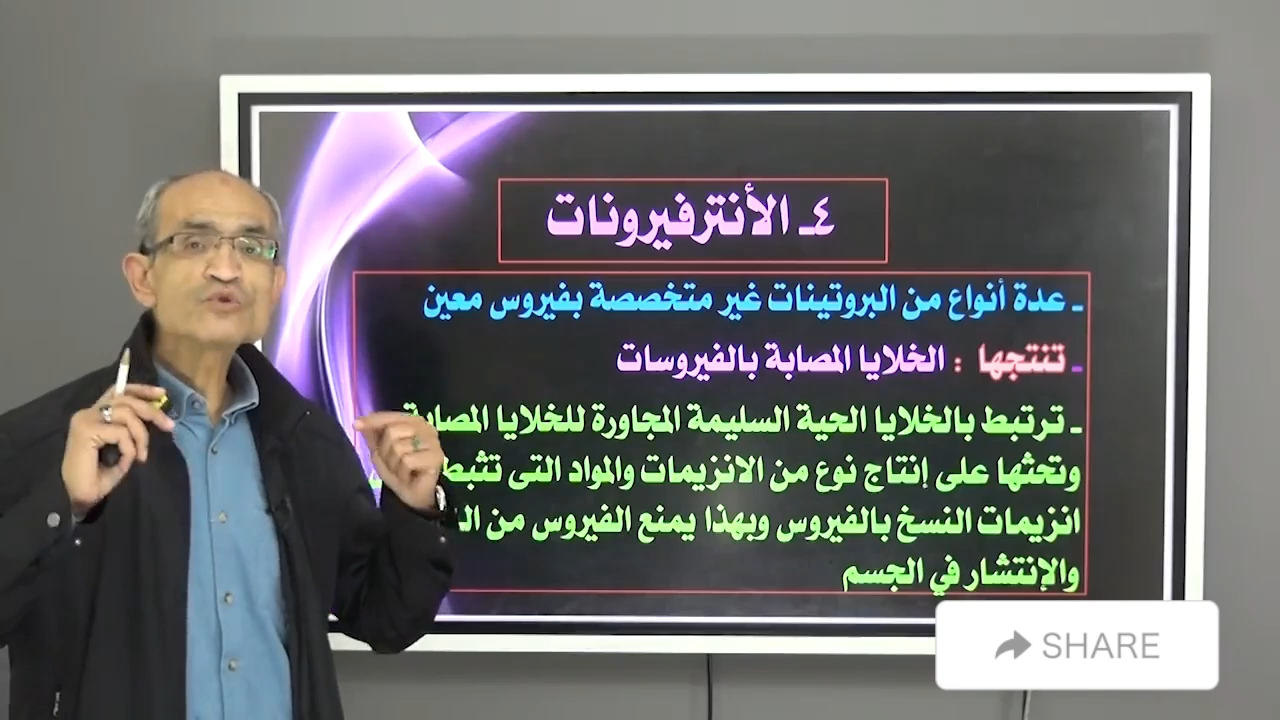 ٤ـ الأنترفيرونات
ـ عدة أنواع من البروتينات غير متخصصة بفيروس معين
ـ تنتجها : الخلايا المصابة بالفيروسات
ـ ترتبط بالخلايا الحية السليمة المجاورة للخلايا المصابة
وتحثها على إنتاج نوع من الانزيمات والمواد التى تثبط
انزيمات النسخ بالفيروس وبهذا يمنع الفيروس من
والإنتشار في الجسم
SHARE